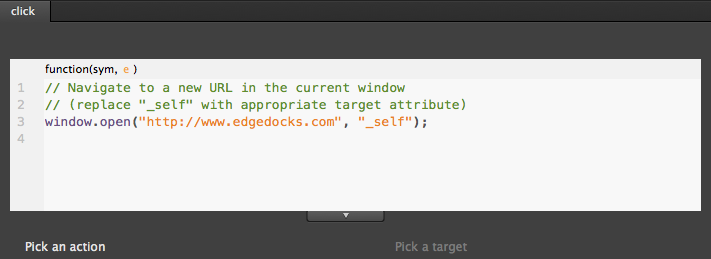 click
function(sym, e )
1 // Navigate to a new URL in the current window
2 // (replace "_self" with appropriate target attribute)
3 window.open("http://www.edgedocks.com", "_self");
4
Pick an action Pick a target